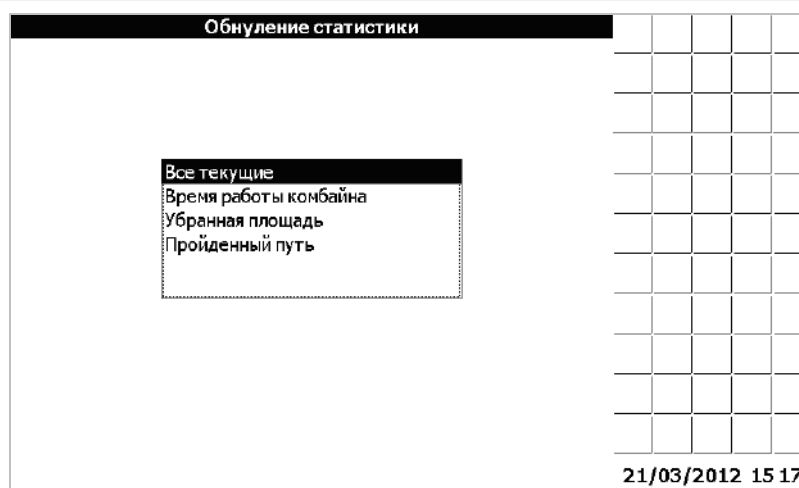 Обнуление статистики
Все текущие
Время работы комбайна
Убранная площадь
Пройденный путь
21/03/2012 15 17